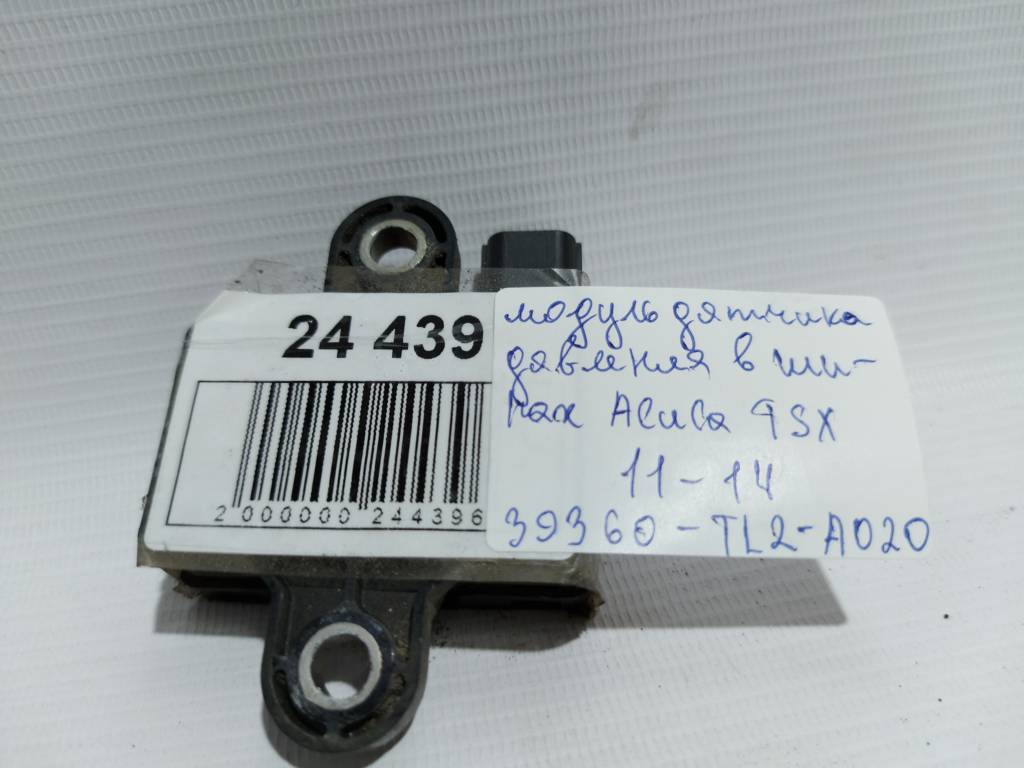 24 439
2 000000 244396
модуль датчика
давления в ши-
нах Acura TSX
11-14
39360-TL2-A020